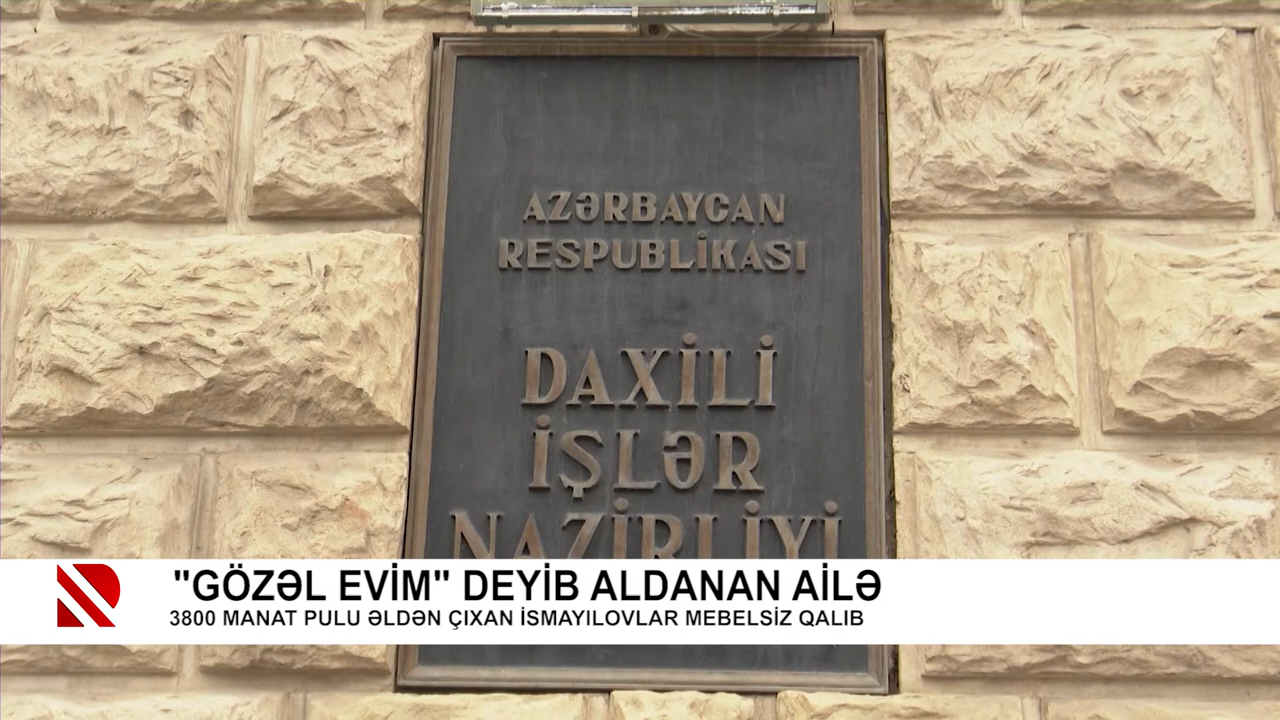 AZƏRBAYCAN
RESPUBLİKASI
DAXİLİ
İŞLƏR
NAZİRLİYİ
"GÖZƏL EVİM" DEYİB ALDANAN AİLƏ
3800 MANAT PULU ƏLDƏN ÇIXAN İSMAYILOVLAR MEBELSİZ QALIB